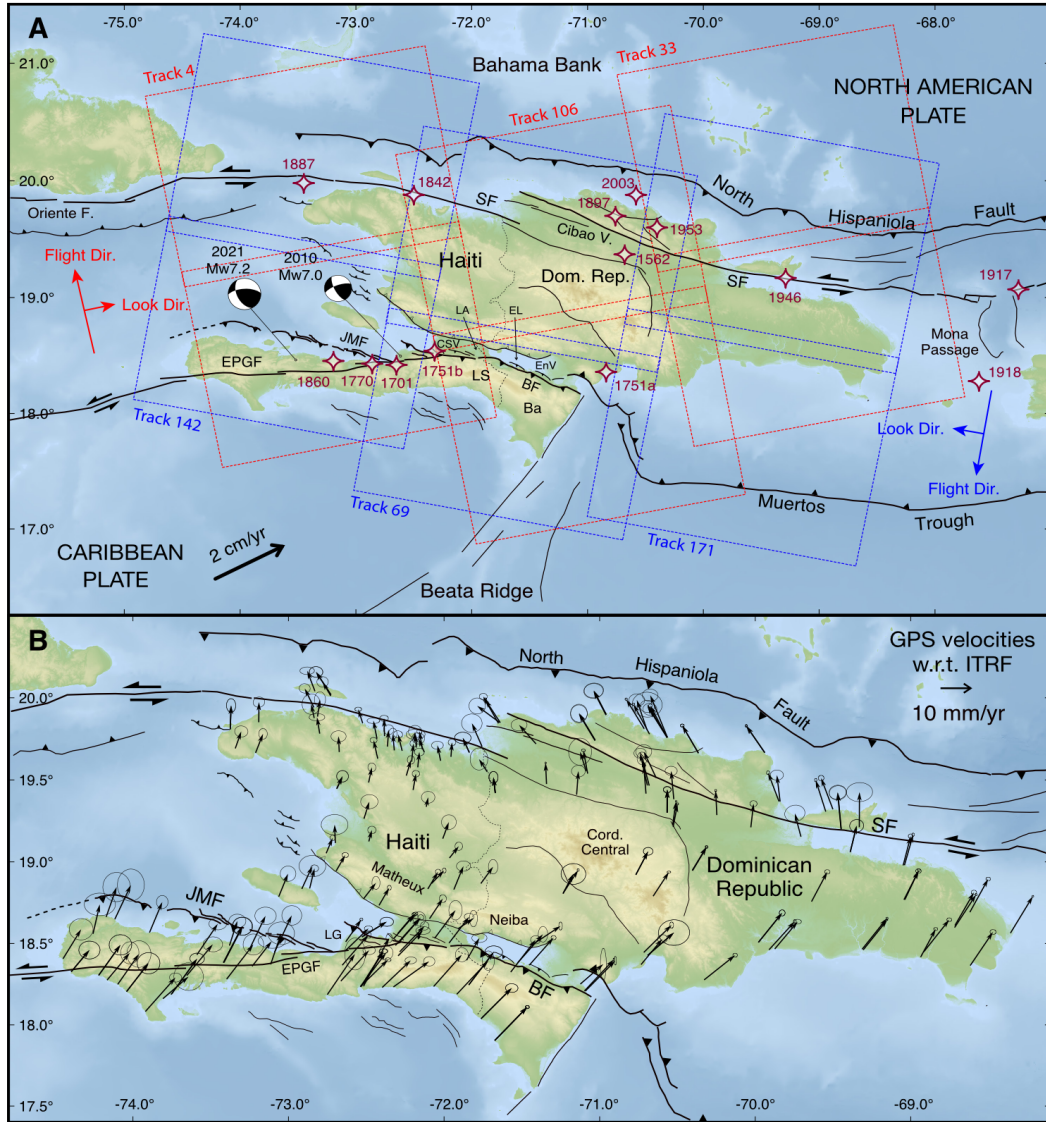 -75.0°
-74.0°
-73.0°
-72.0°
-71.0°
-70.0°
-69.0°
-68.0°
A
21.0°
20.0°
19.0°
18.0°
17.0°
Track 4
Track 33
Bahama Bank
NORTH AMERICAN
PLATE
Track 106
1887
1842
2003
1897
1953
1562
North
Hispaniola
Fault
Oriente F.
SF
Cibao V.
Haiti
Dom. Rep.
2021
Mw7.2
2010
Mw7.0
Flight Dir.
Look Dir.
SF
1946
1917
Mona
Passage
1918
LA
EL
JMF
CSV
EPGF
1860
1770
1701
1751b
LS
BF
EnV
Ba
1751a
Track 142
Look Dir.
Flight Dir.
Track 69
Track 171
Muertos
Trough
CARIBBEAN
PLATE
2 cm/yr
Beata Ridge
B
GPS velocities
w.r.t. ITRF
10 mm/yr
North
Hispaniola
Fault
20.0°
19.5°
19.0°
18.5°
18.0°
17.5°
SF
Haiti
Cord.
Central
Dominican
Republic
Matheux
JMF
Neiba
LG
EPGF
BF
-74.0°
-73.0°
-72.0°
-71.0°
-70.0°
-69.0°